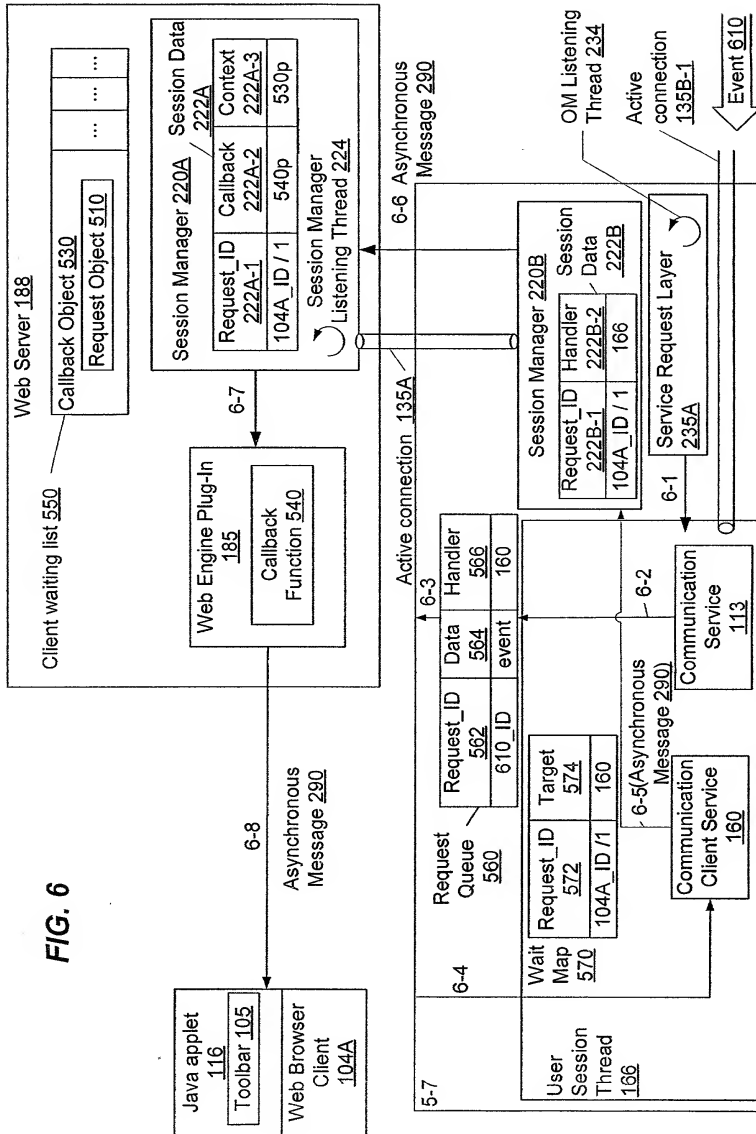 FIG. 6
Java applet
116
Toolbar 105
Web Browser
Client
104A
6-8
Asynchronous
Message 290
Web Server 188
Client waiting list 550
Callback Object 530
Request Object 510
...
...
...
Web Engine Plug-In
185
Callback
Function 540
6-7
Session Manager 220A
Session Data
222A
Request_ID
222A-1
Callback
222A-2
Context
222A-3
104A_ID / 1
540p
530p
Session Manager
Listening Thread 224
Active connection 135A
6-6 Asynchronous
Message 290
5-7
6-4
6-3
Request
Queue
560
Request_ID
562
Data
564
Handler
566
610_ID
event
160
User
Session
Thread
166
Wait
Map
570
Request_ID
572
Target
574
104A_ID /1
160
6-5(Asynchronous
Message 290)
6-2
Communication
Client Service
160
Communication
Service
113
6-1
Session Manager 220B
Request_ID
222B-1
Handler
222B-2
104A_ID / 1
166
Session
Data
222B
Service Request Layer
235A
OM Listening
Thread 234
Active
connection
135B-1
Event 610